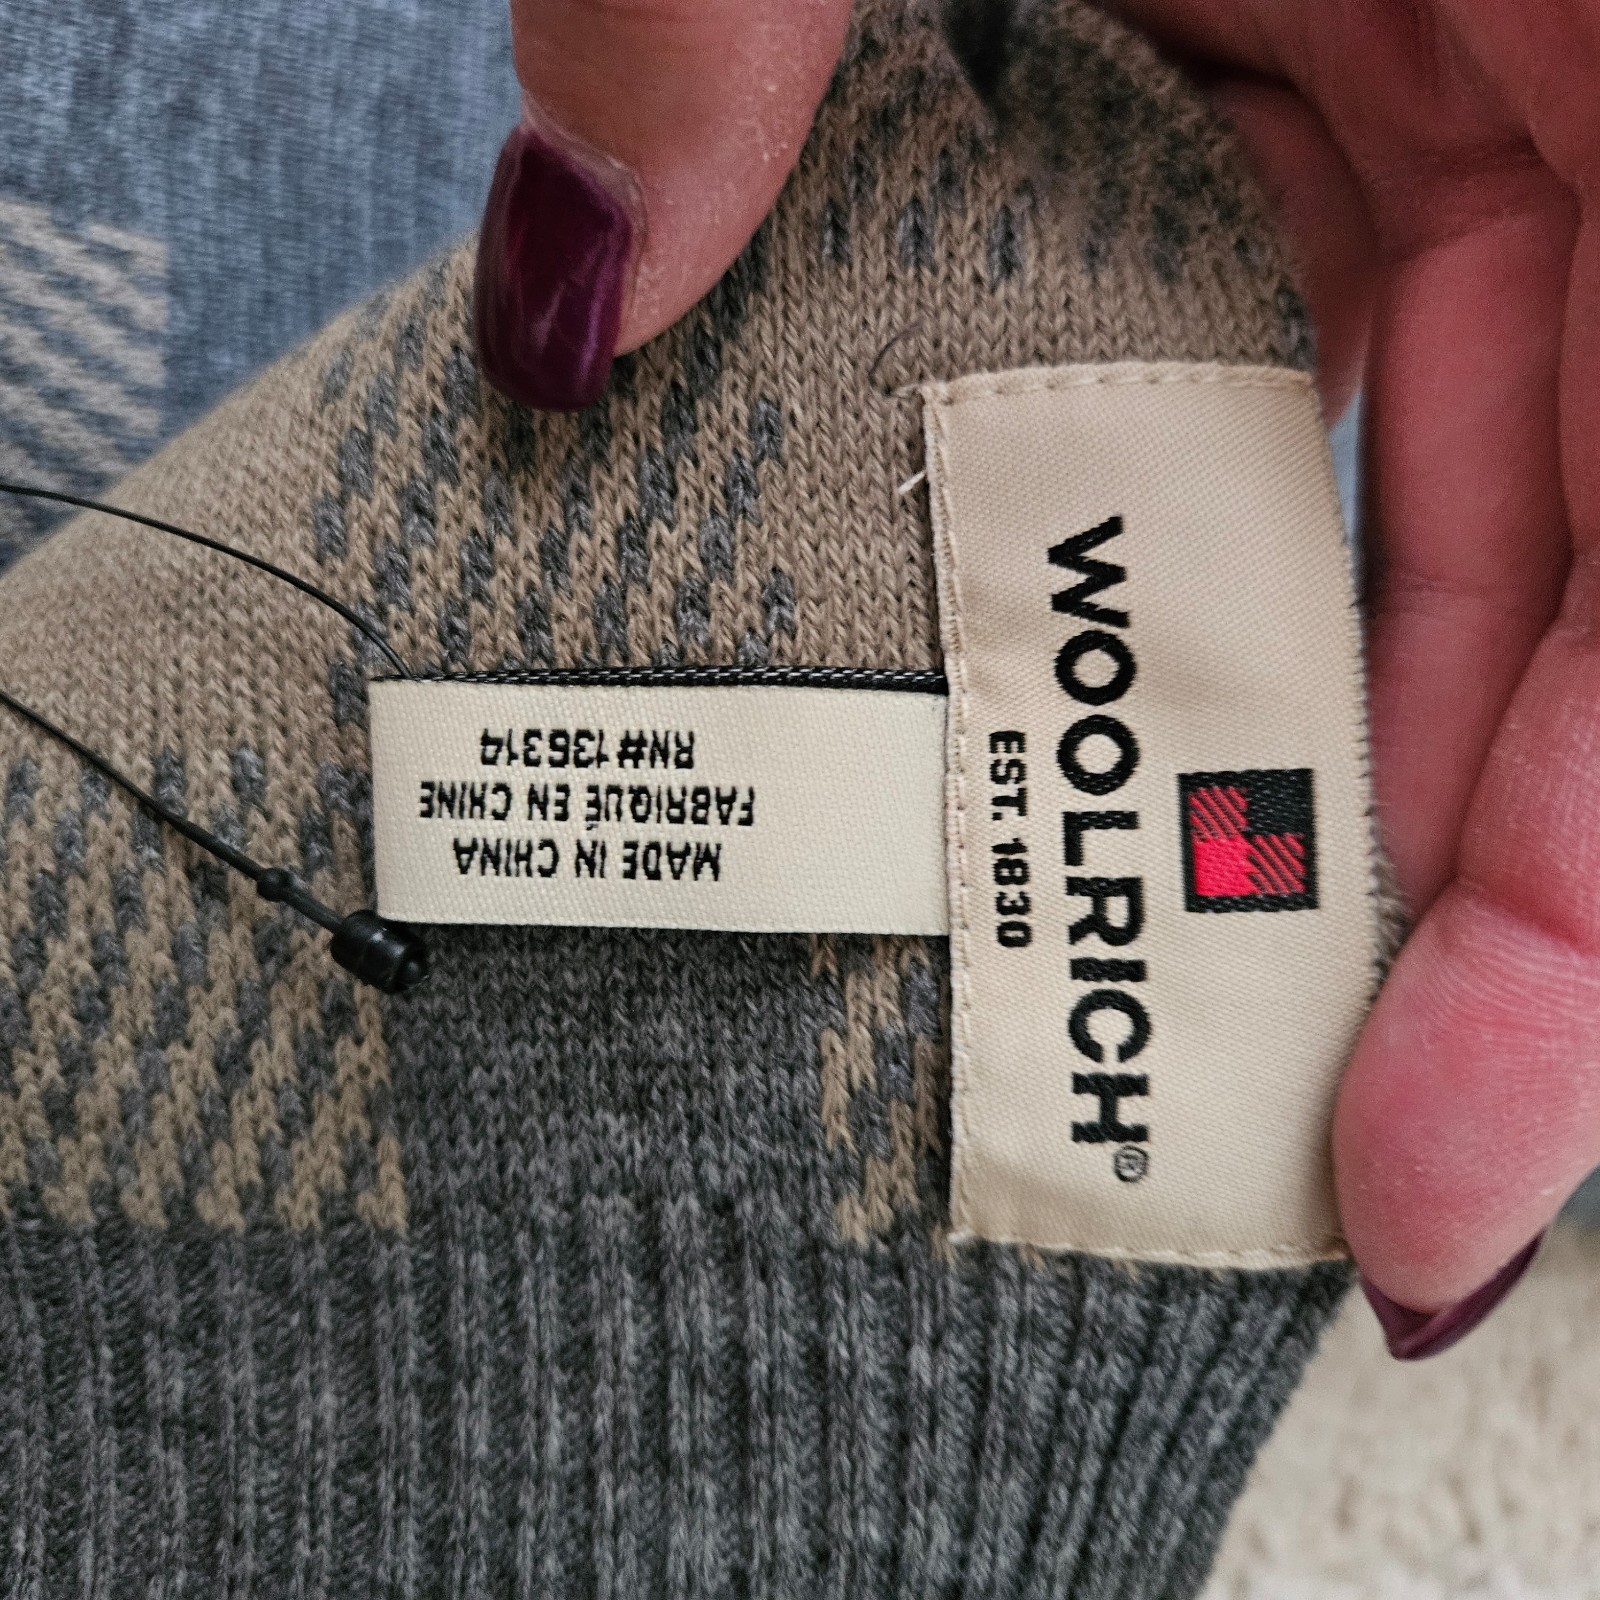 WOOLRICH®
EST. 1830
MADE IN CHINA
FABRIQUÉ EN CHINE
RN# 136314